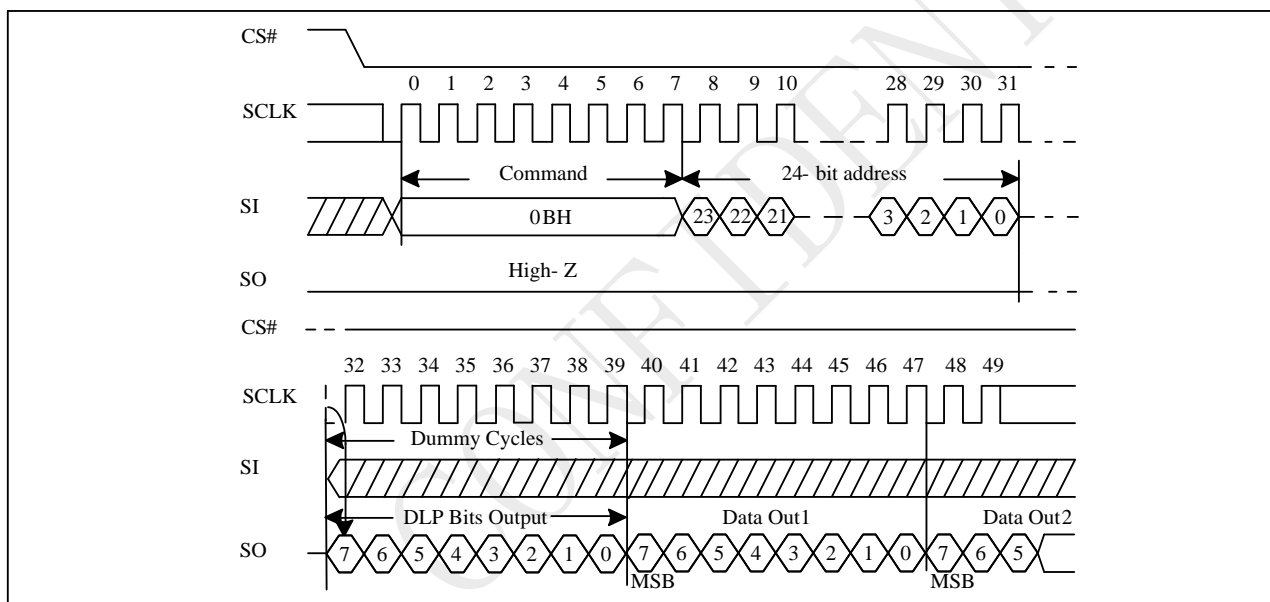 CS#
0 1 2 3 4 5 6 7 8 9 10 28 29 30 31
SCLK
Command 24- bit address
SI 0BH 23 22 21 3 2 1 0
High- Z
SO
CS#
32 33 34 35 36 37 38 39 40 41 42 43 44 45 46 47 48 49
SCLK
Dummy Cycles
SI
DLP Bits Output Data Out1 Data Out2
SO 7 6 5 4 3 2 1 0 7 6 5 4 3 2 1 0 7 6 5
MSB MSB
CONFIDENT